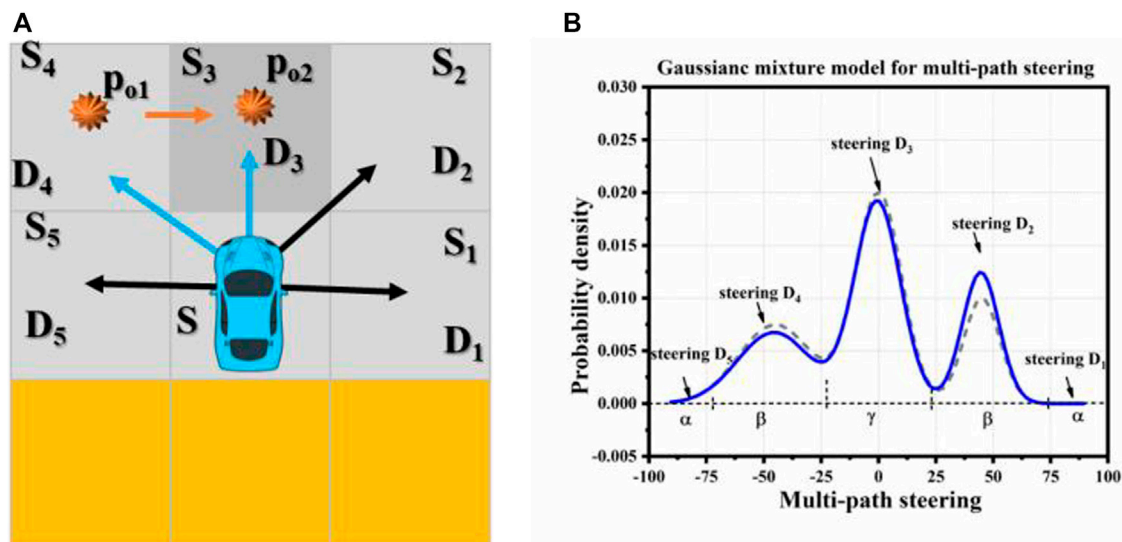 A
S4
S3
S2
po1
po2
D4
D3
D2
S5
S1
S
D5
D1
B
Gaussianc mixture model for multi-path steering
0.030
0.025
0.020
0.015
0.010
0.005
0.000
-0.005
Probability density
steering D3
steering D2
steering D4
steering D5
steering D1
α
β
γ
β
α
-100 -75 -50 -25 0 25 50 75 100
Multi-path steering